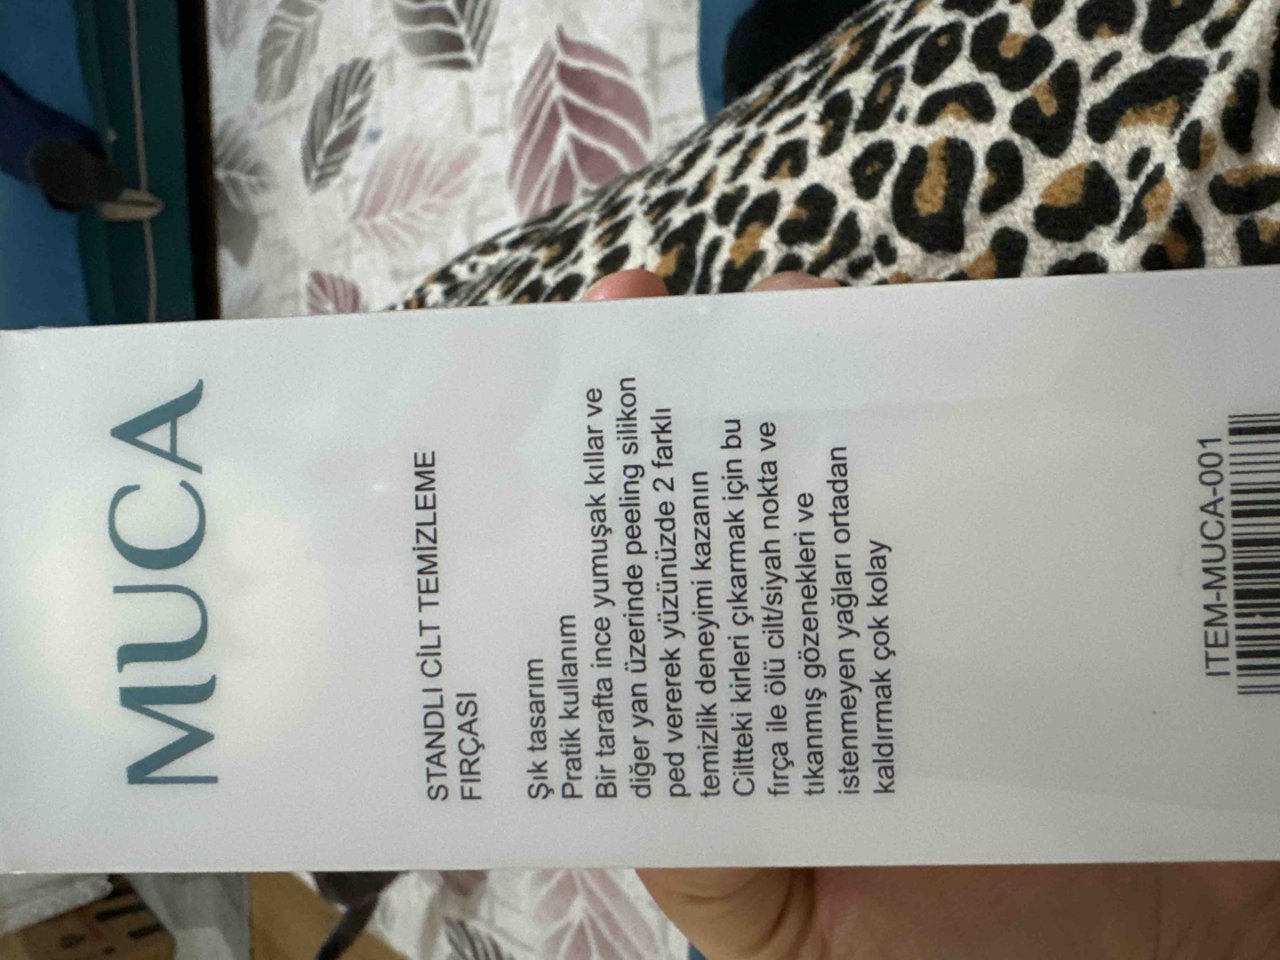 MUCA
STANDLI CİLT TEMİZLEME
FIRÇASI
Şık tasarım
Pratik kullanım
Bir tarafta ince yumuşak kıllar ve
diğer yan üzerinde peeling silikon
ped vererek yüzünüzde 2 farklı
temizlik deneyimi kazanın
Ciltteki kirleri çıkarmak için bu
fırça ile ölü cilt/siyah nokta ve
tıkanmış gözenekleri ve
istenmeyen yağları ortadan
kaldırmak çok kolay
ITEM-MUCA-001